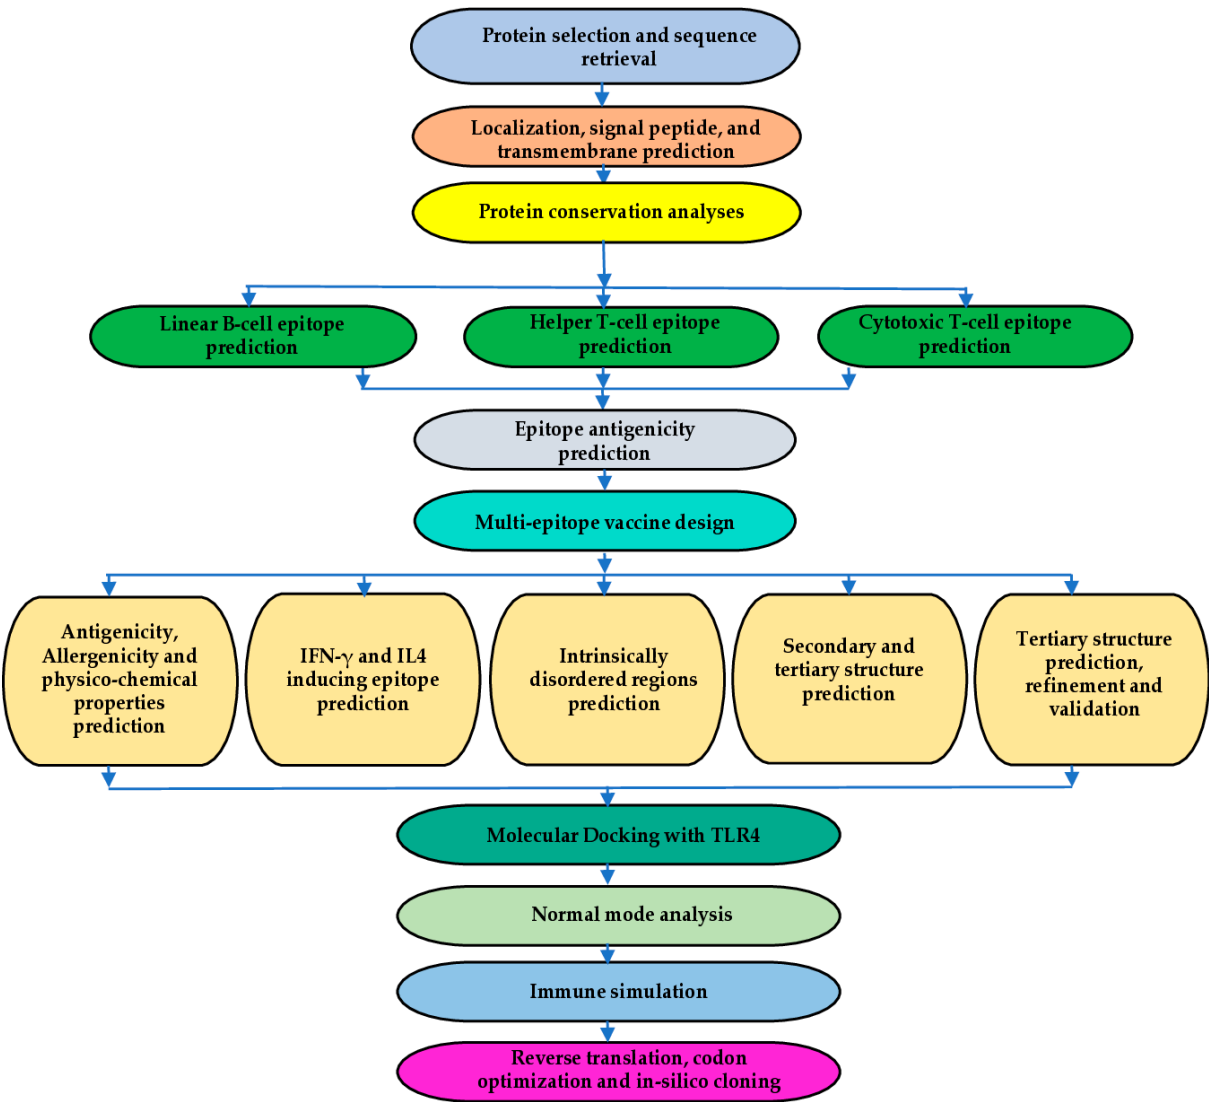 Protein selection and sequence
retrieval
Localization, signal peptide, and
transmembrane prediction
Protein conservation analyses
Linear B-cell epitope
prediction
Helper T-cell epitope
prediction
Cytotoxic T-cell epitope
prediction
Epitope antigenicity
prediction
Multi-epitope vaccine design
Antigenicity,
Allergenicity and
physico-chemical
properties
prediction
IFN-γ and IL4
inducing epitope
prediction
Intrinsically
disordered regions
prediction
Secondary and
tertiary structure
prediction
Tertiary structure
prediction,
refinement and
validation
Molecular Docking with TLR4
Normal mode analysis
Immune simulation
Reverse translation, codon
optimization and in-silico cloning